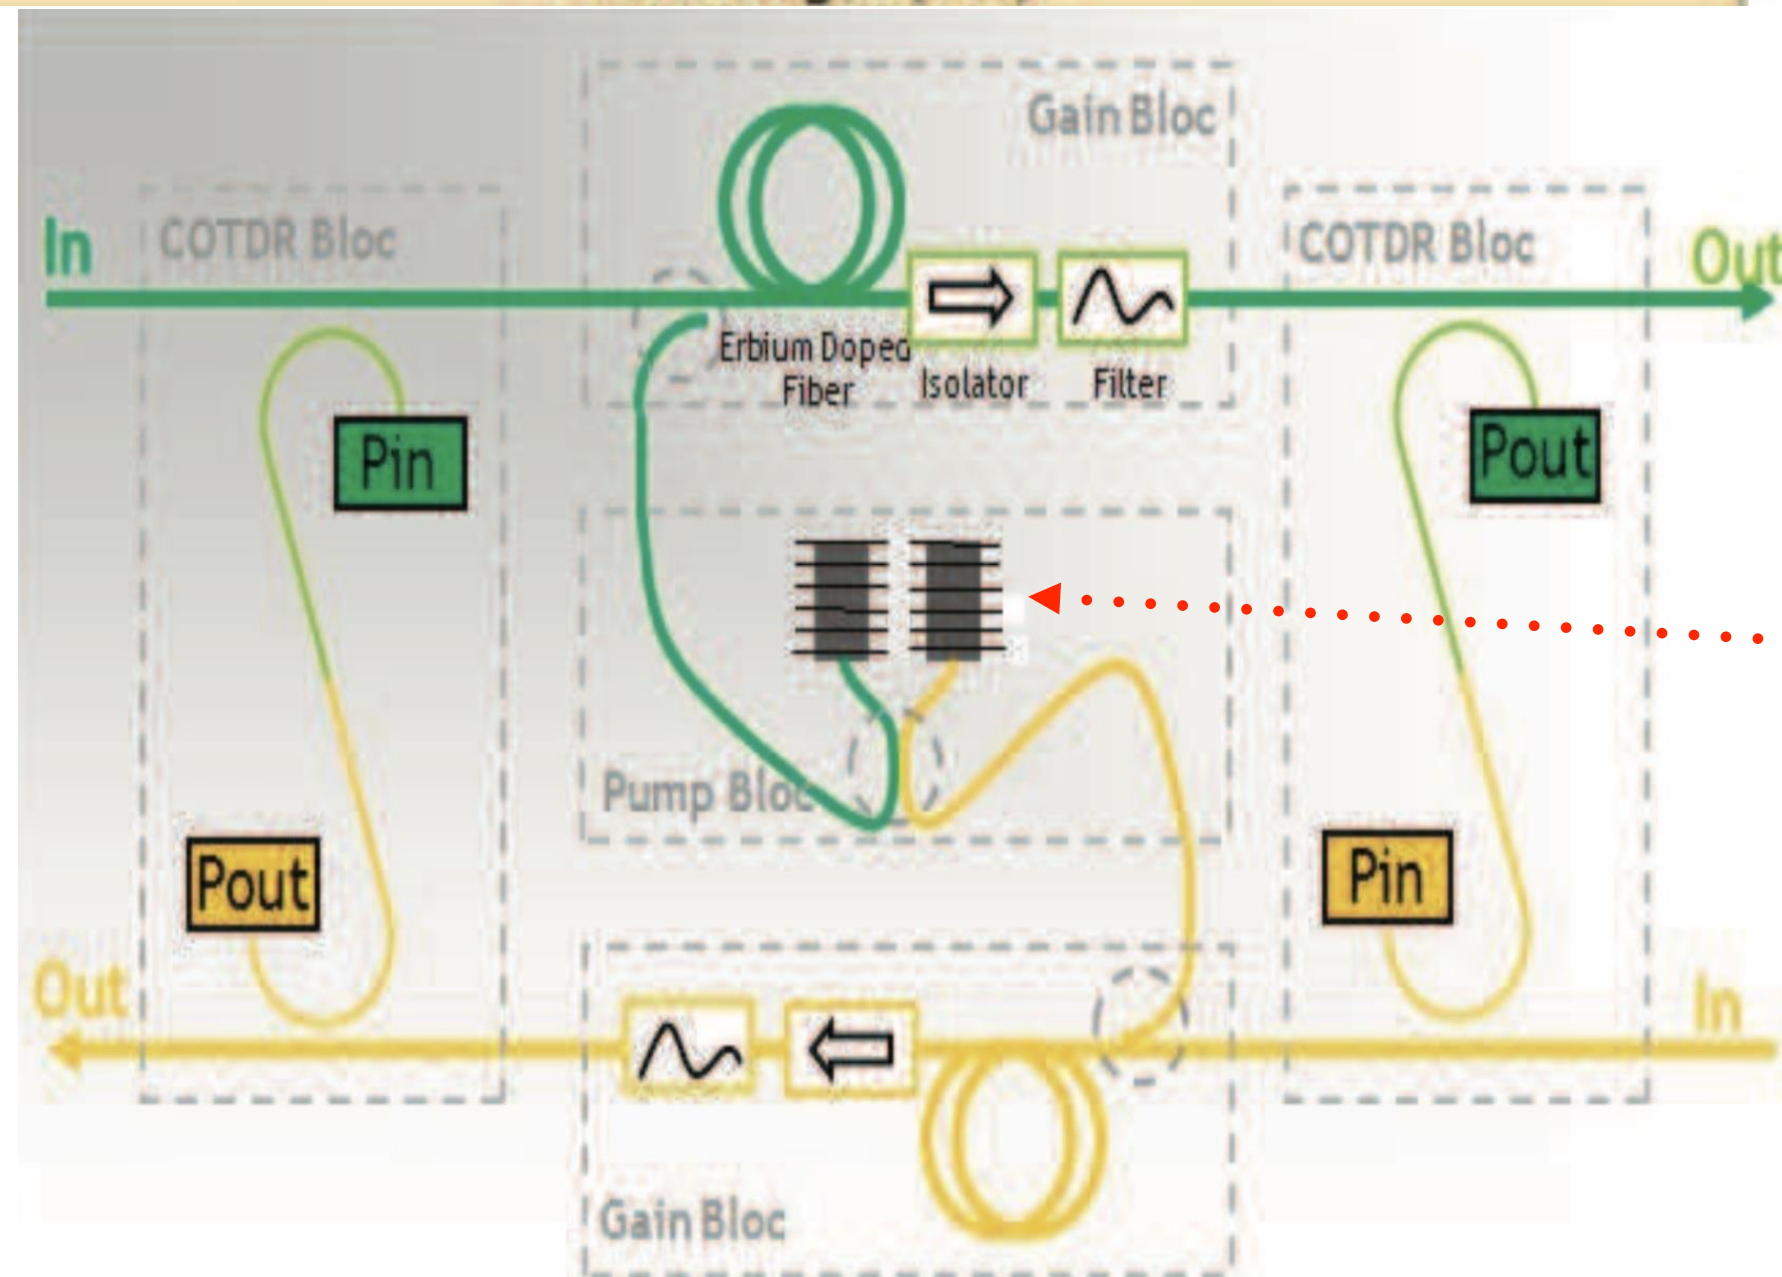 Gain Bloc
In
COTDR Bloc
COTDR Bloc
Out
Erbium Doped
Fiber
Isolator
Filter
Pin
Pout
Pump Bloc
Pout
Pin
Out
In
Gain Bloc